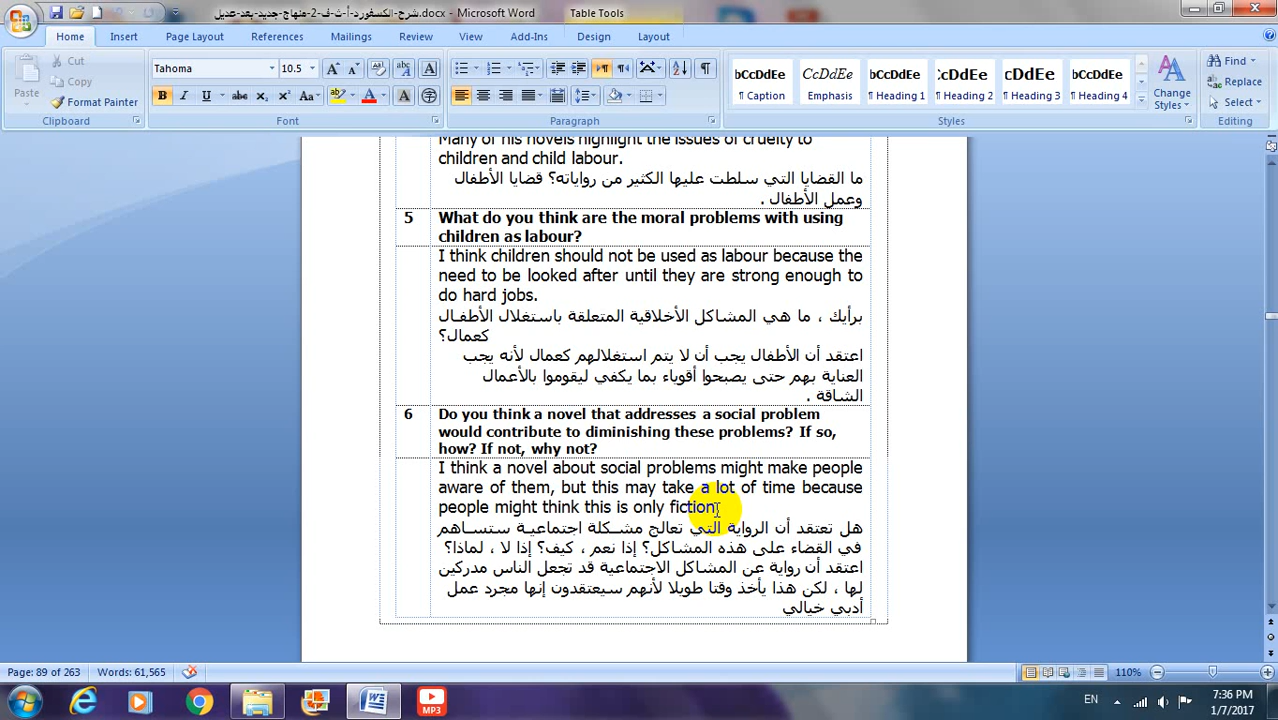 شرح-الكسفورد-أ-ث-ف-2-منهاج-جديد-بعد-عديل.docx - Microsoft Word
Table Tools
Home Insert Page Layout References Mailings Review View Add-Ins Design Layout
Paste
Cut
Copy
Format Painter
Clipboard
Tahoma 10.5
Font
Paragraph
bCcDdEe CcDdEe bCcDdEe :CcDdEe cDdEe bCcDdEe
¶ Caption Emphasis ¶ Heading 1 ¶ Heading 2 ¶ Heading 3 ¶ Heading 4
Change Styles
Styles
Find
Replace
Select
Editing
Many of his novels highlight the issues of cruelty to
children and child labour.
ما القضايا التي سلطت عليها الكثير من رواياته؟ قضايا الأطفال
وعمل الأطفال .
5 What do you think are the moral problems with using
children as labour?
I think children should not be used as labour because the
need to be looked after until they are strong enough to
do hard jobs.
برأيك ، ما هي المشاكل الأخلاقية المتعلقة باستغلال الأطفال
كعمال؟
اعتقد أن الأطفال يجب أن لا يتم استغلالهم كعمال لأنه يجب
العناية بهم حتى يصبحوا أقوياء بما يكفي ليقوموا بالأعمال
الشاقة .
6 Do you think a novel that addresses a social problem
would contribute to diminishing these problems? If so,
how? If not, why not?
I think a novel about social problems might make people
aware of them, but this may take a lot of time because
people might think this is only fiction
هل تعتقد أن الرواية التي تعالج مشكلة اجتماعية ستساهم
في القضاء على هذه المشاكل؟ إذا نعم ، كيف؟ إذا لا ، لماذا؟
اعتقد أن رواية عن المشاكل الاجتماعية قد تجعل الناس مدركين
لها ، لكن هذا يأخذ وقتا طويلا لأنهم سيعتقدون إنها مجرد عمل
أدبي خيالي
Page: 89 of 263 Words: 61,565 110%
MP3
EN
7:36 PM
1/7/2017